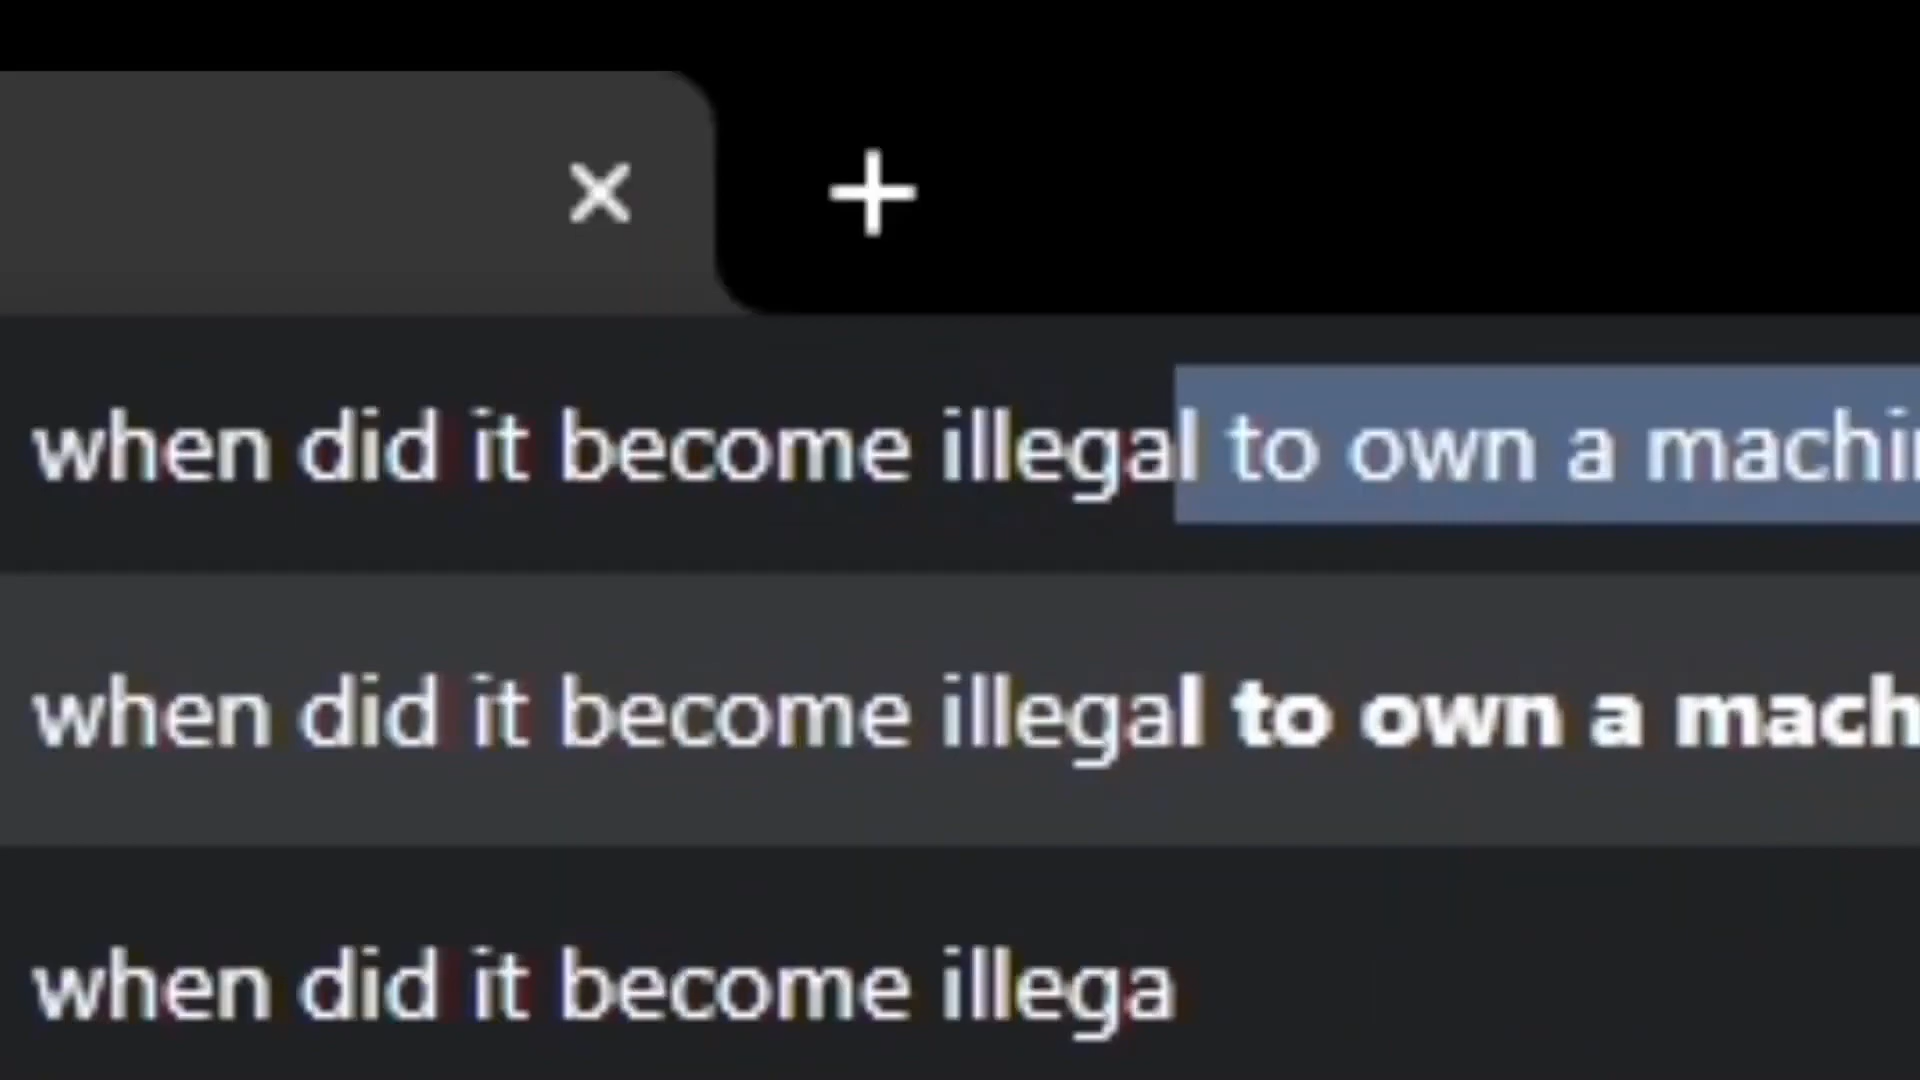 when did it become illegal to own a machin
when did it become illegal to own a mach
when did it become illega